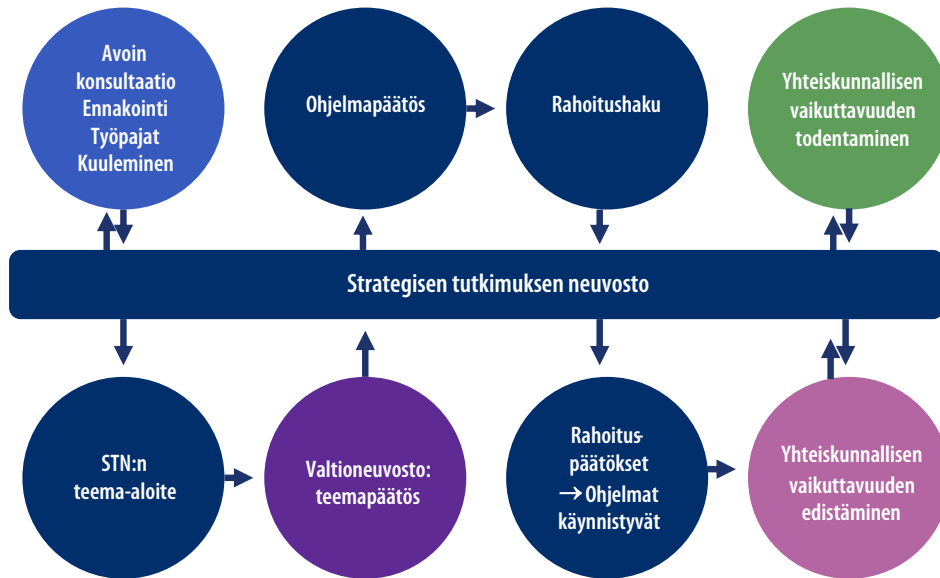 Avoin
konsultaatio
Ennakointi
Työpajat
Kuuleminen
Ohjelmapäätös
Rahoitushaku
Yhteiskunnallisen
vaikuttavuuden
todentaminen
Strategisen tutkimuksen neuvosto
STN:n
teema-aloite
Valtioneuvosto:
teemapäätös
Rahoitus-
päätökset
→ Ohjelmat
käynnistyvät
Yhteiskunnallisen
vaikuttavuuden
edistäminen